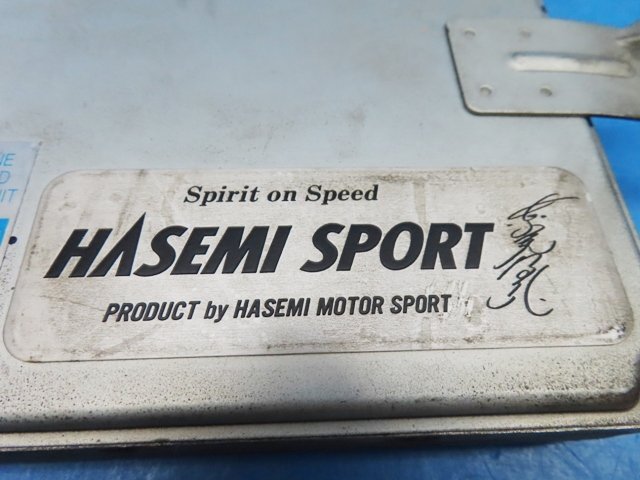 Spirit on Speed
HASEMI SPORT
PRODUCT by HASEMI MOTOR SPORT